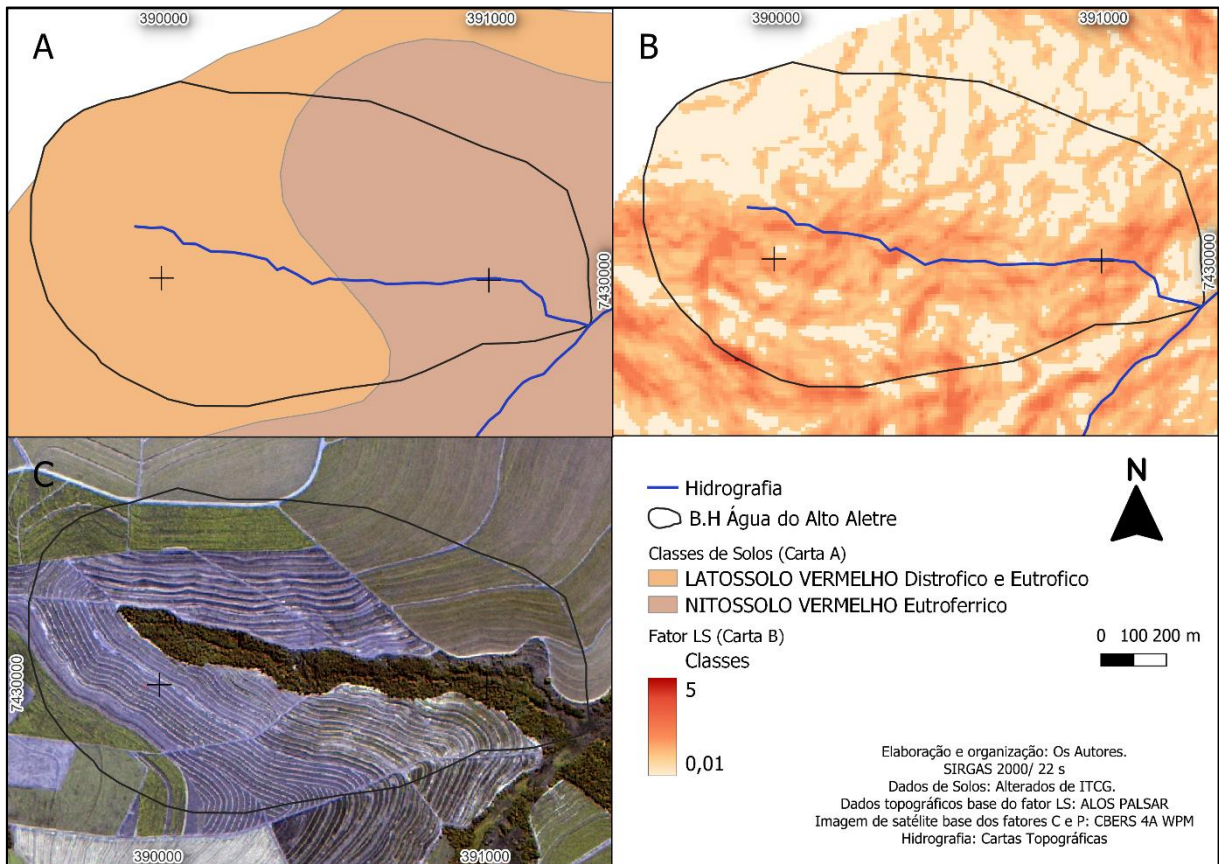 390000
391000
A
7430000
390000
391000
B
7430000
C
7430000
390000
391000
Hidrografia
B.H Água do Alto Aletre
Classes de Solos (Carta A)
LATOSSOLO VERMELHO Distrofico e Eutrofico
NITOSSOLO VERMELHO Eutroferrico
Fator LS (Carta B)
Classes
5
0,01
N
0 100 200 m
Elaboração e organização: Os Autores.
SIRGAS 2000/ 22 s
Dados de Solos: Alterados de ITCG.
Dados topográficos base do fator LS: ALOS PALSAR
Imagem de satélite base dos fatores C e P: CBERS 4A WPM
Hidrografia: Cartas Topográficas